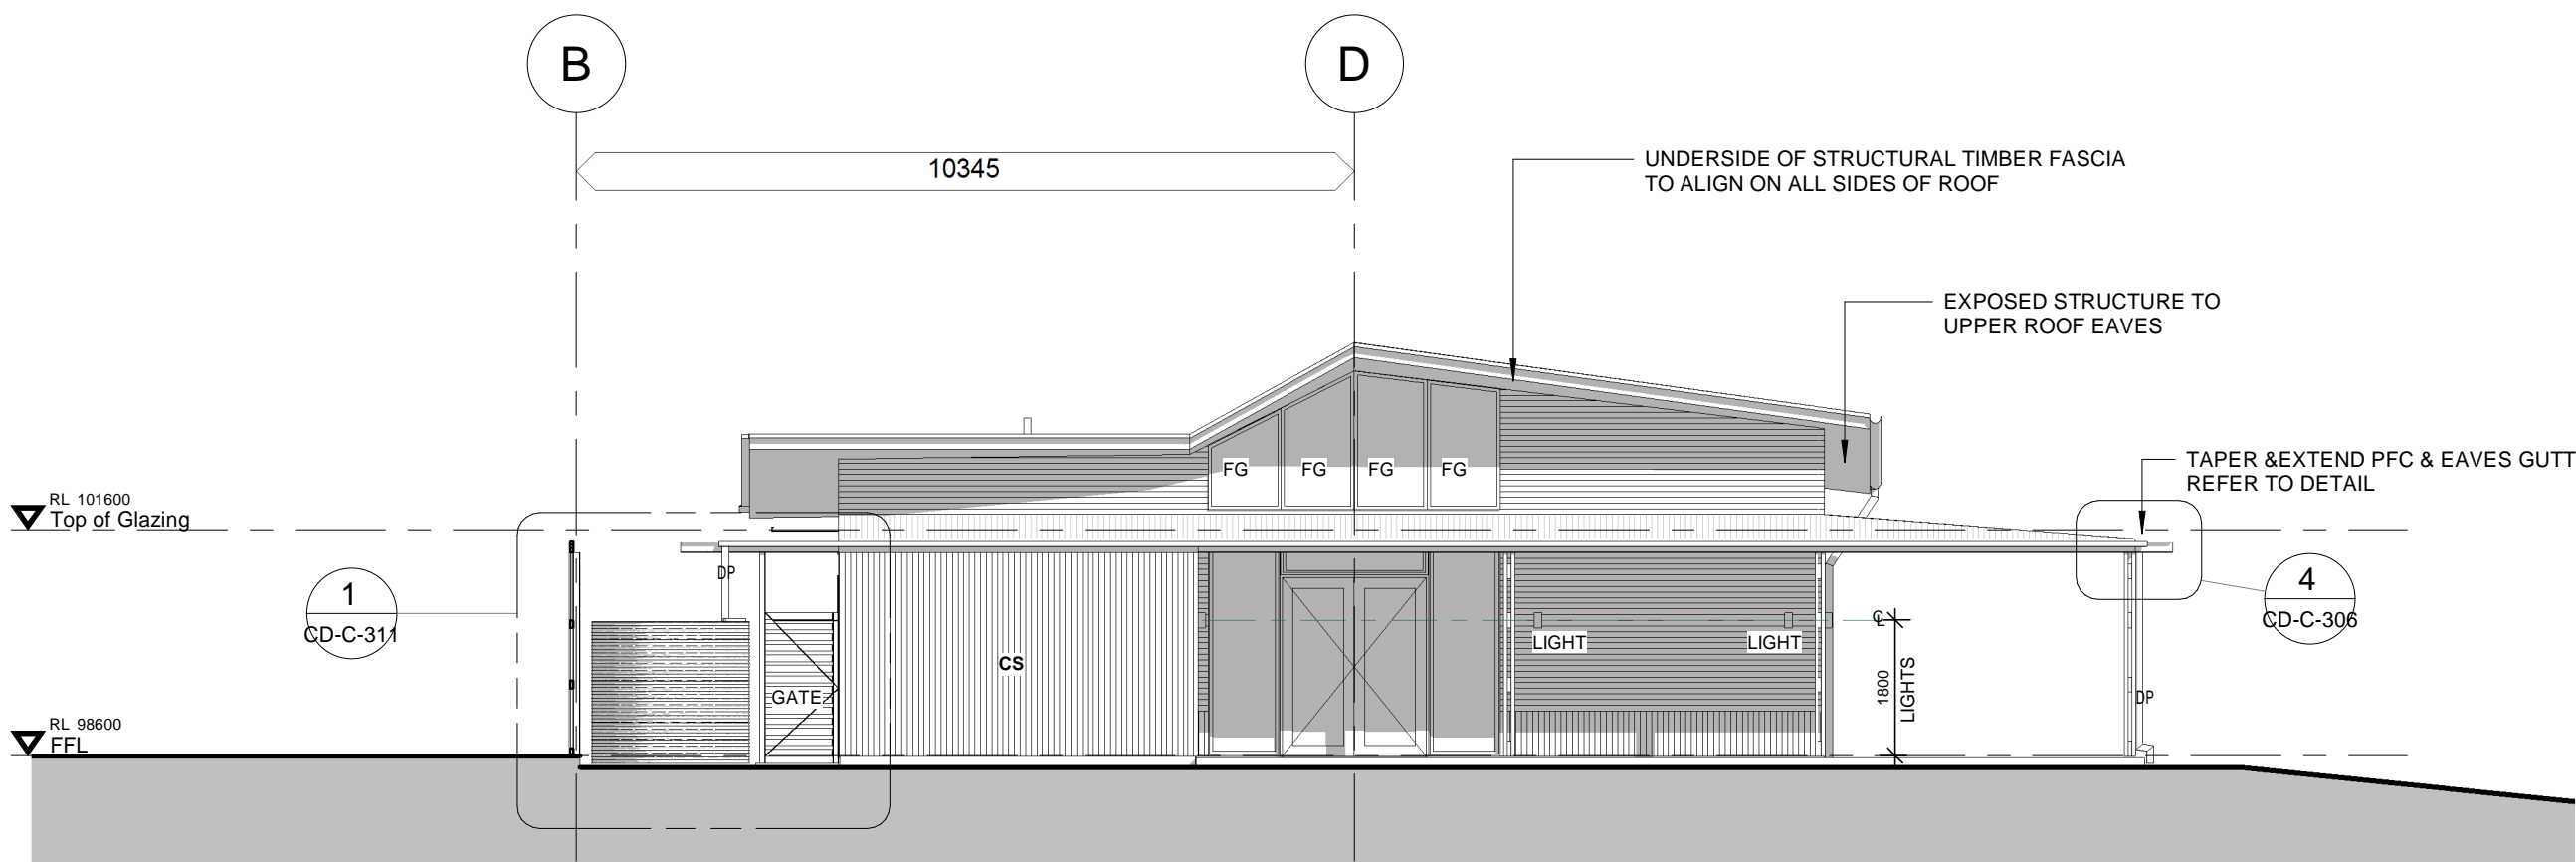 B
D
10345
UNDERSIDE OF STRUCTURAL TIMBER FASCIA
TO ALIGN ON ALL SIDES OF ROOF
EXPOSED STRUCTURE TO
UPPER ROOF EAVES
TAPER &EXTEND PFC & EAVES GUTT
REFER TO DETAIL
FG
FG
FG
FG
RL 101600
Top of Glazing
DP
1
CD-C-311
4
CD-C-306
LIGHT
LIGHT
CS
GATE
℄
1800
LIGHTS
DP
RL 98600
FFL